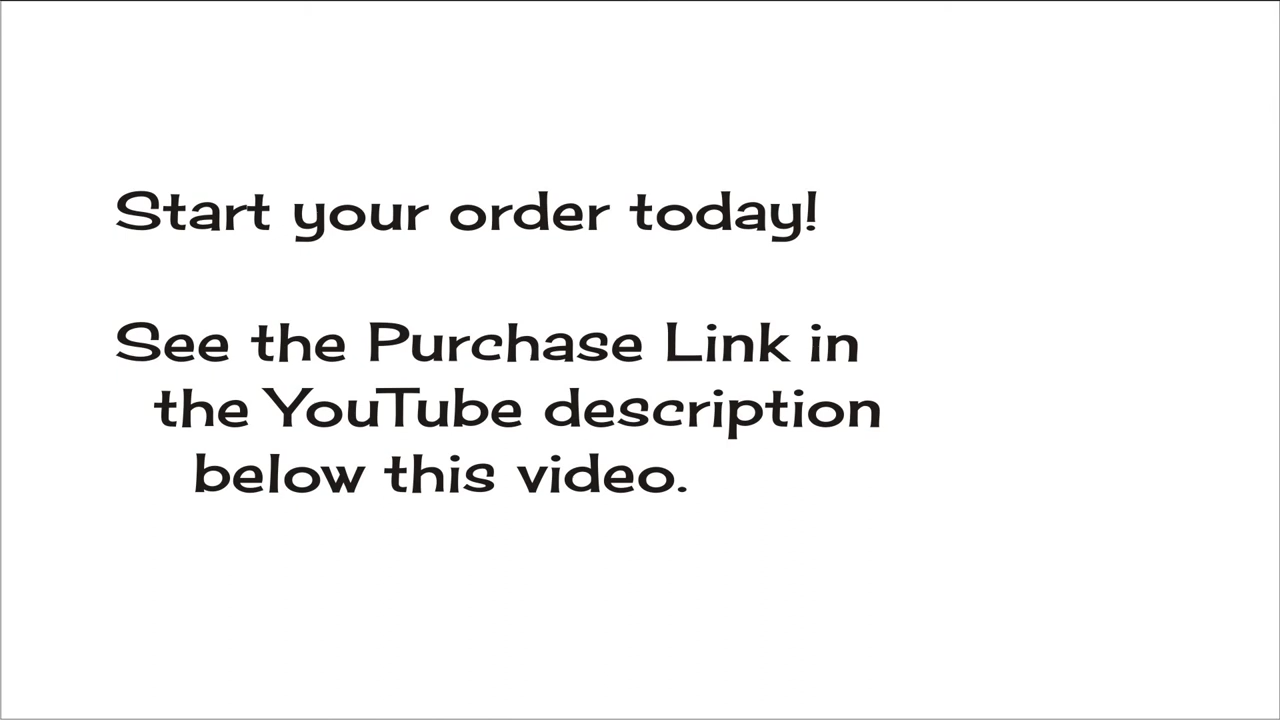 Start your order today!
See the Purchase Link in
the YouTube description
below this video.